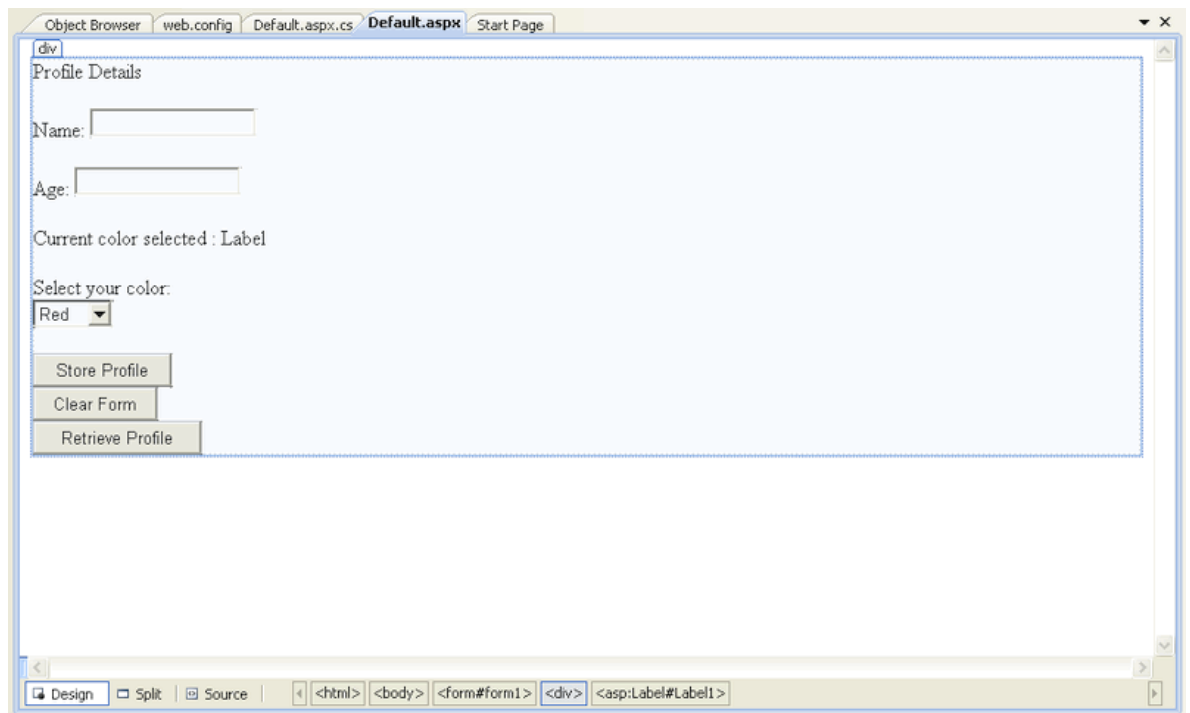 Object Browser web.config Default.aspx.cs Default.aspx Start Page
div
Profile Details
Name:
Age:
Current color selected : Label
Select your color:
Red
Store Profile
Clear Form
Retrieve Profile
Design Split Source <html> <body> <form#form1> <div> <asp:Label#Label1>